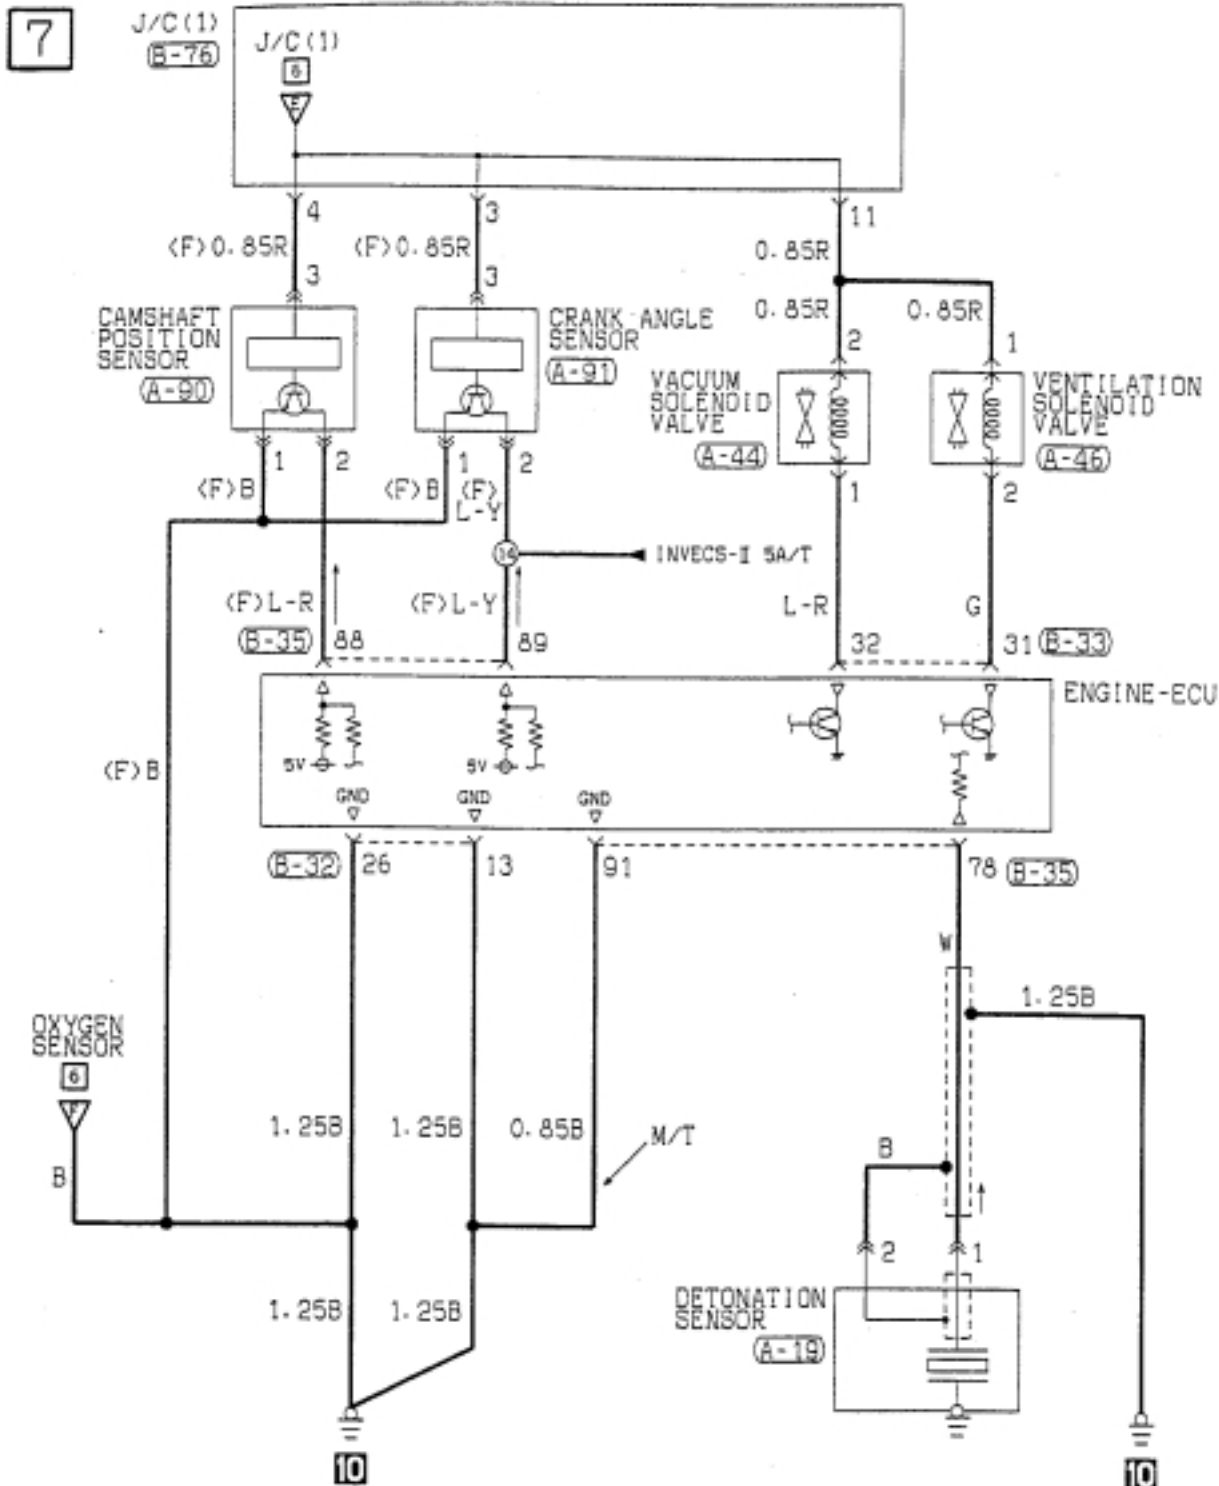 7
J/C(1)
B-76
J/C(1)
6
E
4
3
11
(F)0.85R
(F)0.85R
0.85R
3
3
0.85R
0.85R
CAMSHAFT
POSITION
SENSOR
A-90
CRANK ANGLE
SENSOR
A-91
2
1
VACUUM
SOLENOID
VALVE
A-44
VENTILATION
SOLENOID
VALVE
A-46
1
2
1
2
1
2
(F)B
(F)B
(F)
L-Y
14
INVECS-II 5A/T
(F)L-R
(F)L-Y
L-R
G
B-35
88
89
32
31
B-33
ENGINE-ECU
5V
5V
(F)B
GND
GND
GND
B-32
26
13
91
78
B-35
W
1.25B
OXYGEN
SENSOR
6
F
1.25B
1.25B
0.85B
M/T
B
B
2
1
1.25B
1.25B
DETONATION
SENSOR
A-19
10
10